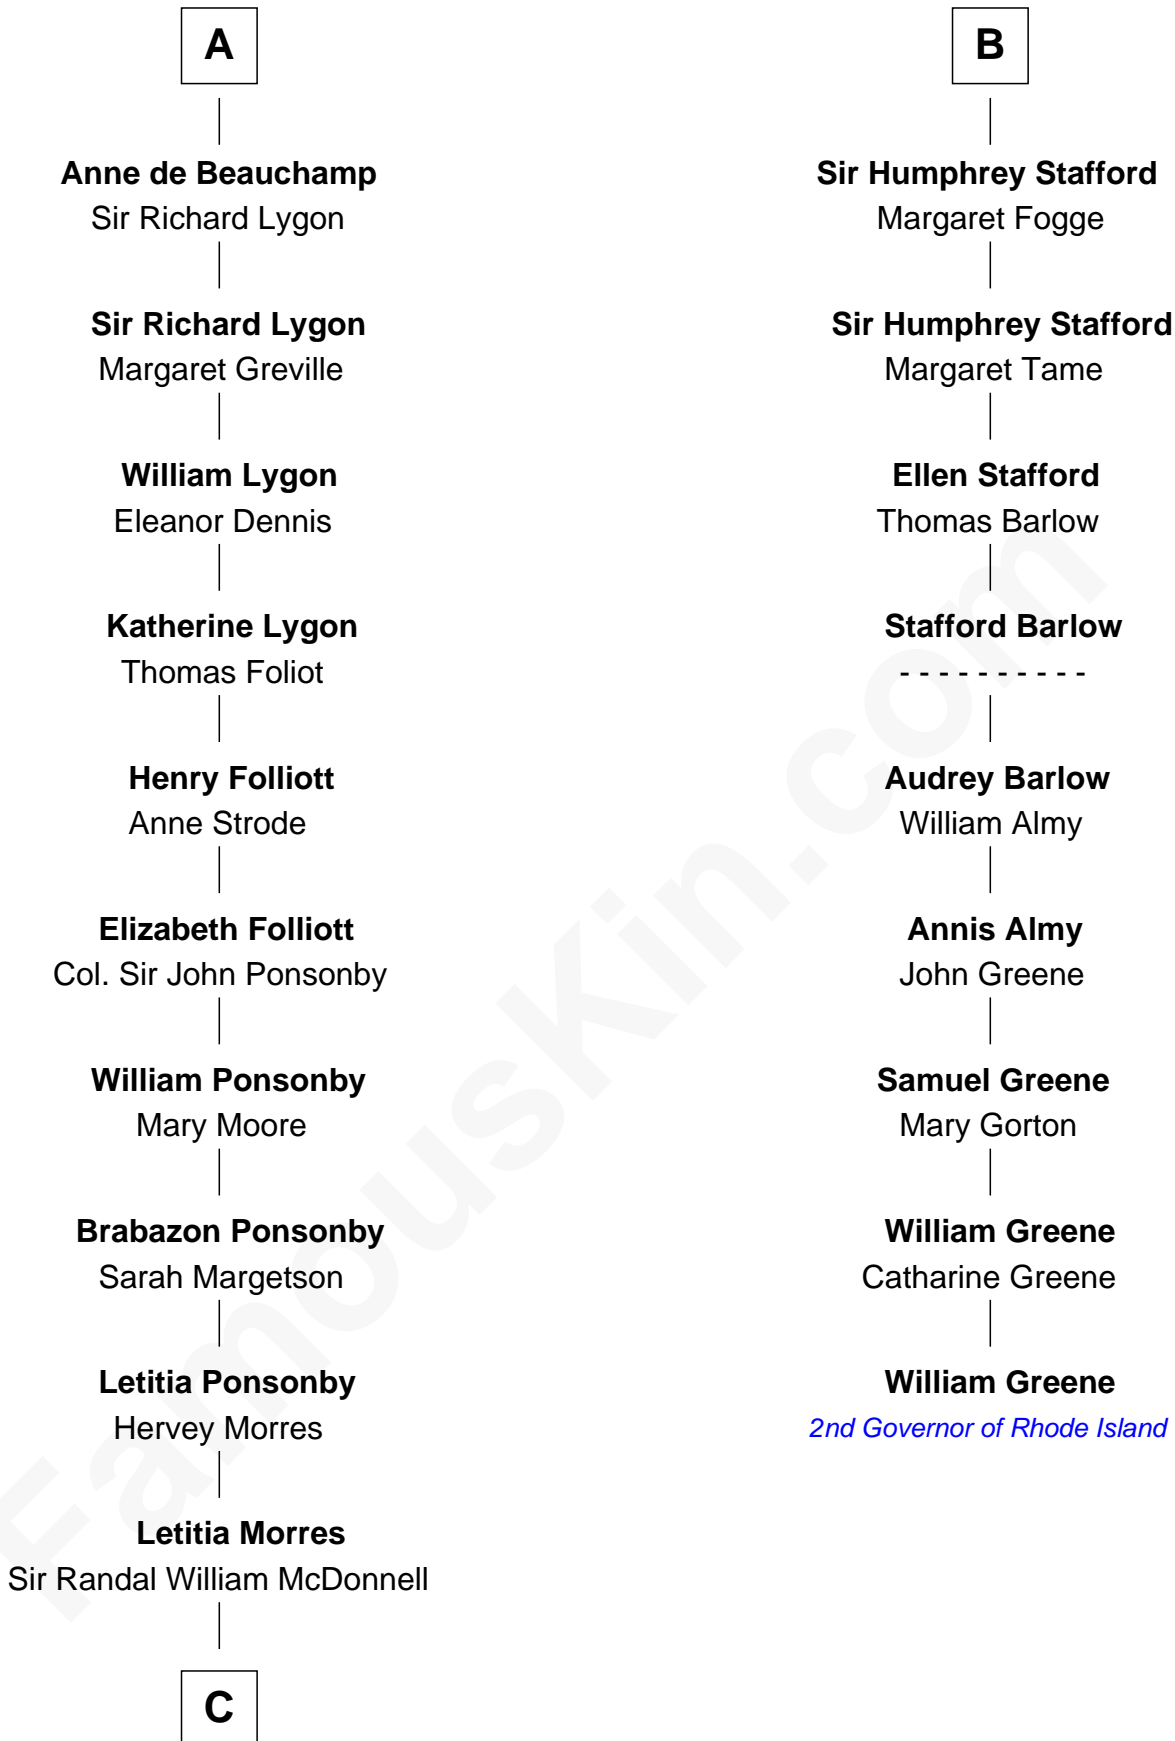 A
Anne de Beauchamp
Sir Richard Lygon
Sir Richard Lygon
Margaret Greville
William Lygon
Eleanor Dennis
Katherine Lygon
Thomas Foliot
Henry Folliott
Anne Strode
Elizabeth Folliott
Col. Sir John Ponsonby
William Ponsonby
Mary Moore
Brabazon Ponsonby
Sarah Margetson
Letitia Ponsonby
Hervey Morres
Letitia Morres
Sir Randal William McDonnell
C
B
Sir Humphrey Stafford
Margaret Fogge
Sir Humphrey Stafford
Margaret Tame
Ellen Stafford
Thomas Barlow
Stafford Barlow
- - - - - - - - - -
Audrey Barlow
William Almy
Annis Almy
John Greene
Samuel Greene
Mary Gorton
William Greene
Catharine Greene
William Greene
2nd Governor of Rhode Island
FamousKin.com